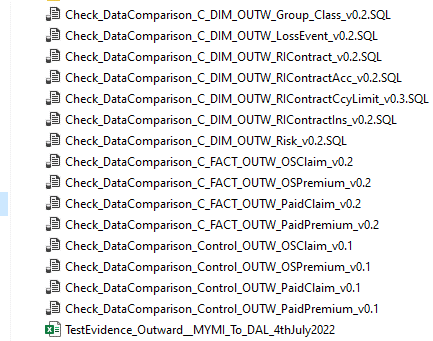 Check_DataComparison_C_DIM_OUTW_Group_Class_v0.2.SQL
Check_DataComparison_C_DIM_OUTW_LossEvent_v0.2.SQL
Check_DataComparison_C_DIM_OUTW_RIContract_v0.2.SQL
Check_DataComparison_C_DIM_OUTW_RIContractAcc_v0.2.SQL
Check_DataComparison_C_DIM_OUTW_RIContractCcyLimit_v0.3.SQL
Check_DataComparison_C_DIM_OUTW_RIContractIns_v0.2.SQL
Check_DataComparison_C_DIM_OUTW_Risk_v0.2.SQL
Check_DataComparison_C_FACT_OUTW_OSClaim_v0.2
Check_DataComparison_C_FACT_OUTW_OSPremium_v0.2
Check_DataComparison_C_FACT_OUTW_PaidClaim_v0.2
Check_DataComparison_C_FACT_OUTW_PaidPremium_v0.2
Check_DataComparison_Control_OUTW_OSClaim_v0.1
Check_DataComparison_Control_OUTW_OSPremium_v0.1
Check_DataComparison_Control_OUTW_PaidClaim_v0.1
Check_DataComparison_Control_OUTW_PaidPremium_v0.1
TestEvidence_Outward__MYMI_To_DAL_4thJuly2022